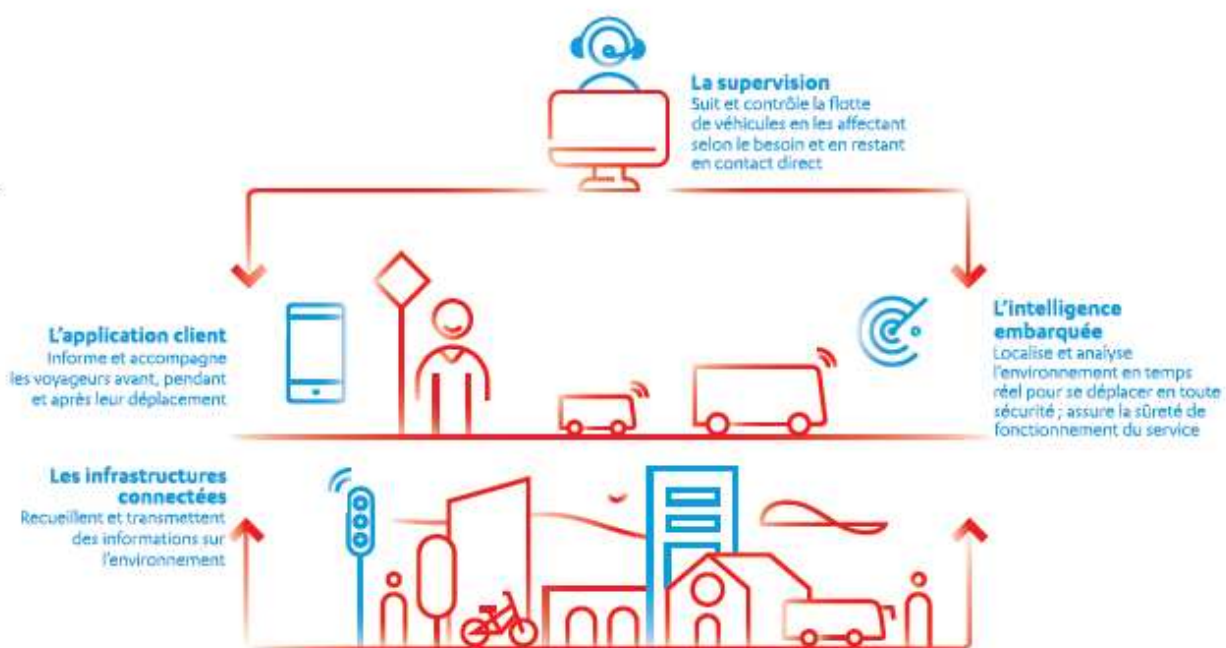 La supervision
Suit et contrôle la flotte
de véhicules en les affectant
selon le besoin et en restant
en contact direct
L'application client
Informe et accompagne
les voyageurs avant, pendant
et après leur déplacement
L'intelligence
embarquée
Localise et analyse
l'environnement en temps
réel pour se déplacer en toute
sécurité ; assure la sûreté de
fonctionnement du service
Les infrastructures
connectées
Recueillent et transmettent
des informations sur
l'environnement